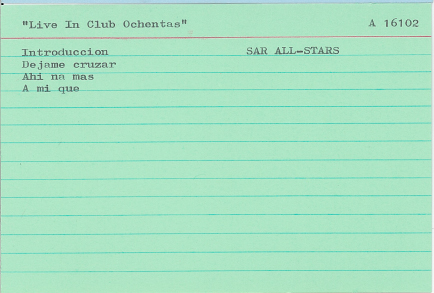 "Live In Club Ochentas" A 16102
Introduccion SAR ALL-STARS
Dejame cruzar
Ahi na mas
A mi que